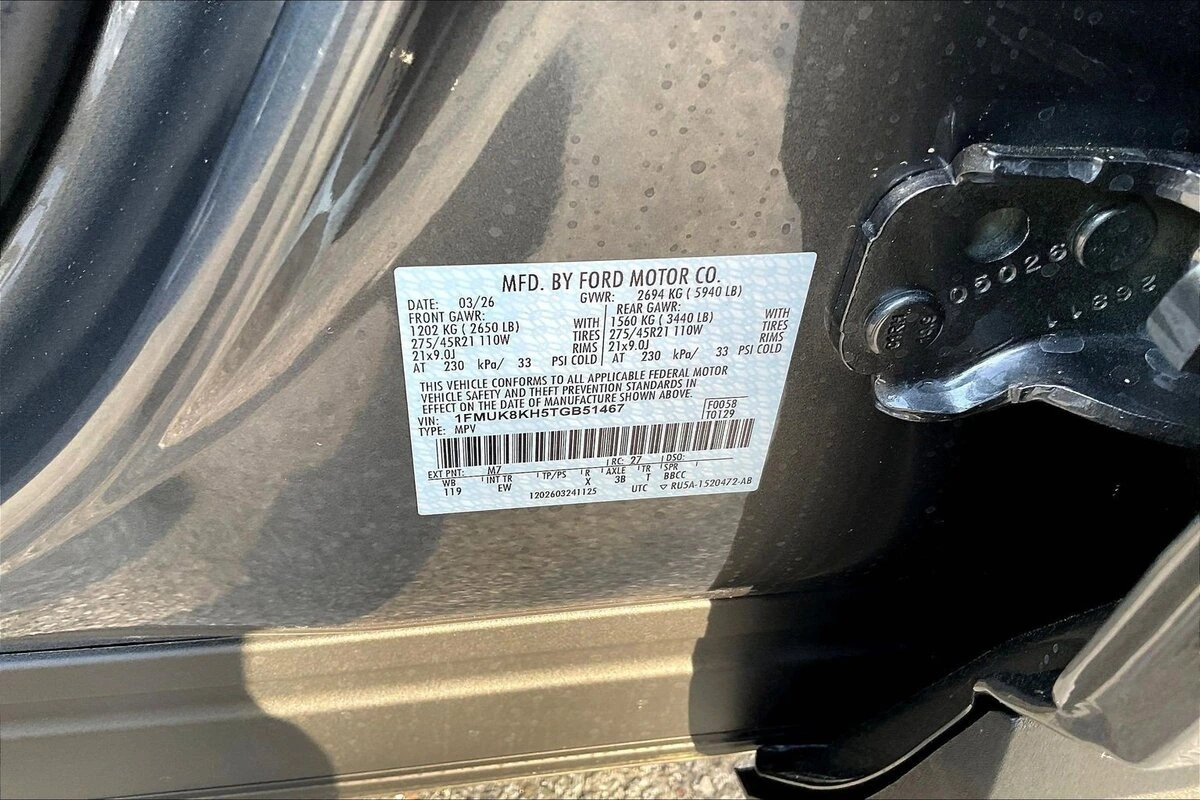 MFD. BY FORD MOTOR CO.
DATE: 03/26 GVWR: 2694 KG ( 5940 LB)
FRONT GAWR: REAR GAWR:
1202 KG ( 2650 LB) WITH 1560 KG ( 3440 LB) WITH
275/45R21 110W TIRES 275/45R21 110W TIRES
21x9.0J RIMS 21x9.0J RIMS
AT 230 kPa/ 33 PSI COLD AT 230 kPa/ 33 PSI COLD
THIS VEHICLE CONFORMS TO ALL APPLICABLE FEDERAL MOTOR
VEHICLE SAFETY AND THEFT PREVENTION STANDARDS IN
EFFECT ON THE DATE OF MANUFACTURE SHOWN ABOVE.
VIN: 1FMUK8KH5TGB51467 F0058
TYPE: MPV T0129
EXT PNT: M7 RC: 27 DSO:
WB INT TR TP/PS R AXLE TR SPR
119 EW X 3B T BBCC
1202603241125 UTC ▽ RU5A-1520472-AB
05026
26811